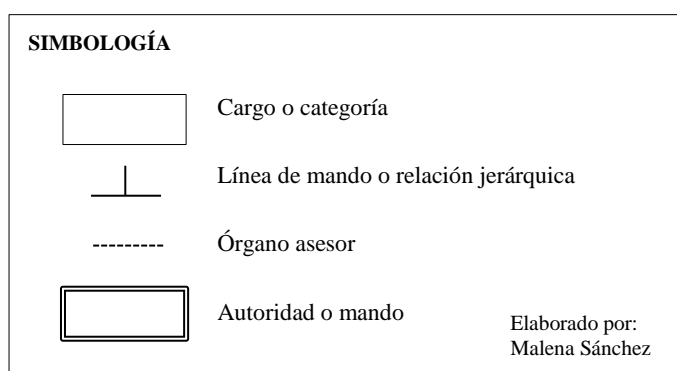 SIMBOLOGÍA
Cargo o categoría
Línea de mando o relación jerárquica
Órgano asesor
Autoridad o mando
Elaborado por:
Malena Sánchez